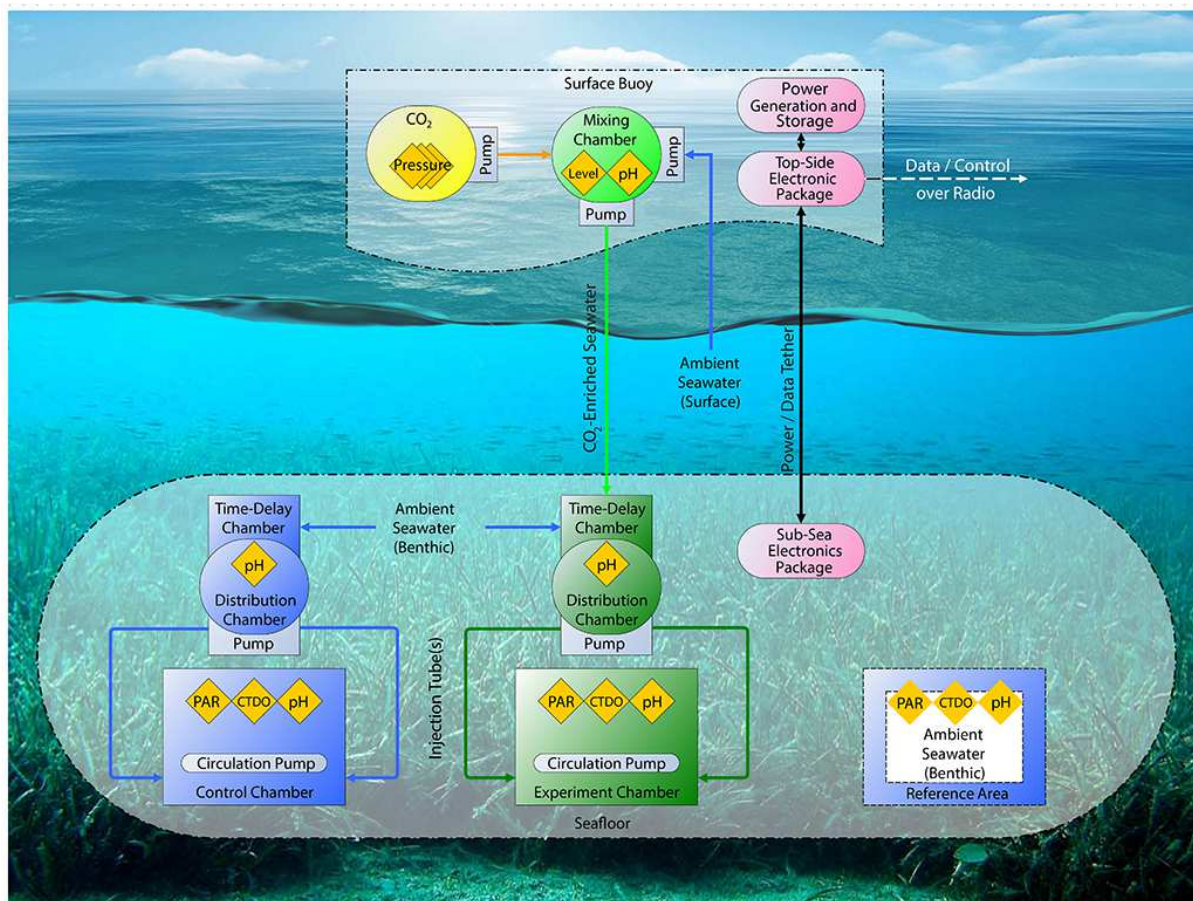 Surface Buoy
CO₂
Pressure
Pump
Mixing
Chamber
Level
pH
Pump
Pump
Power
Generation and
Storage
Top-Side
Electronic
Package
Data / Control
over Radio
CO₂-Enriched Seawater
Ambient
Seawater
(Surface)
Power / Data Tether
Time-Delay
Chamber
pH
Distribution
Chamber
Pump
Ambient
Seawater
(Benthic)
Time-Delay
Chamber
pH
Distribution
Chamber
Pump
Sub-Sea
Electronics
Package
Injection Tube(s)
PAR
CTDO
pH
Circulation Pump
Control Chamber
PAR
CTDO
pH
Circulation Pump
Experiment Chamber
PAR
CTDO
pH
Ambient
Seawater
(Benthic)
Reference Area
Seafloor